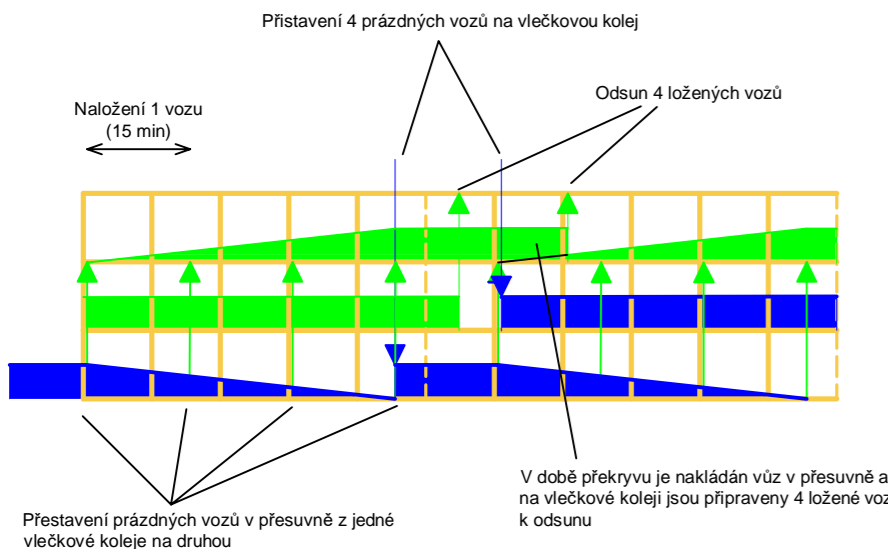 Přistavení 4 prázdných vozů na vlečkovou kolej
Odsun 4 ložených vozů
Naložení 1 vozu
(15 min)
V době překryvu je nakládán vůz v přesuvně a
na vlečkové koleji jsou připraveny 4 ložené voz
k odsunu
Přestavení prázdných vozů v přesuvně z jedné
vlečkové koleje na druhou